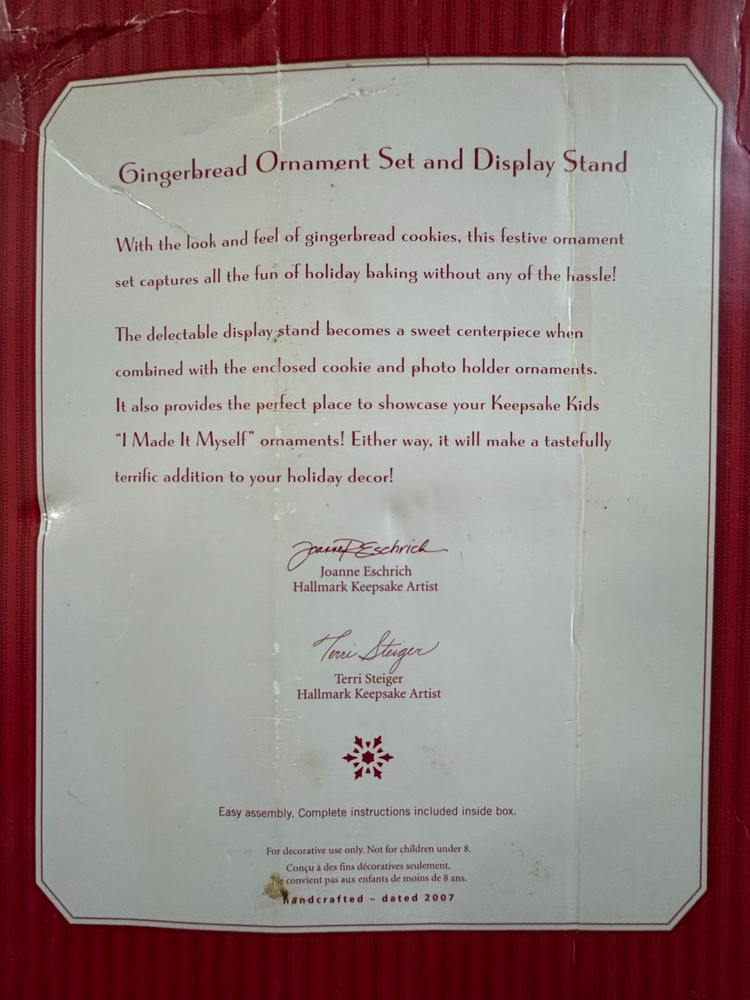 Gingerbread Ornament Set and Display Stand
With the look and feel of gingerbread cookies, this festive ornament
set captures all the fun of holiday baking without any of the hassle!
The delectable display stand becomes a sweet centerpiece when
combined with the enclosed cookie and photo holder ornaments.
It also provides the perfect place to showcase your Keepsake Kids
“I Made It Myself” ornaments! Either way, it will make a tastefully
terrific addition to your holiday decor!
Joanne Eschrich
Joanne Eschrich
Hallmark Keepsake Artist
Terri Steiger
Terri Steiger
Hallmark Keepsake Artist
Easy assembly. Complete instructions included inside box.
For decorative use only. Not for children under 8.
Conçu à des fins décoratives seulement.
Ne convient pas aux enfants de moins de 8 ans.
handcrafted – dated 2007